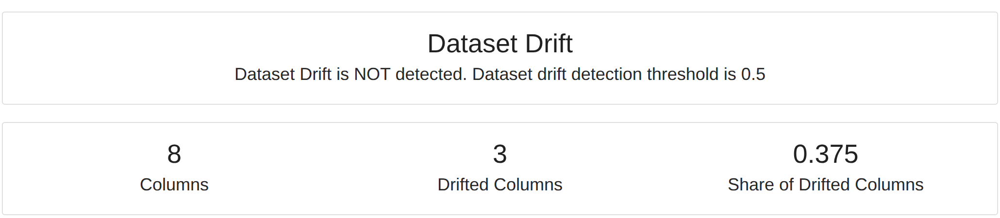 Dataset Drift
Dataset Drift is NOT detected. Dataset drift detection threshold is 0.5
8
Columns
3
Drifted Columns
0.375
Share of Drifted Columns